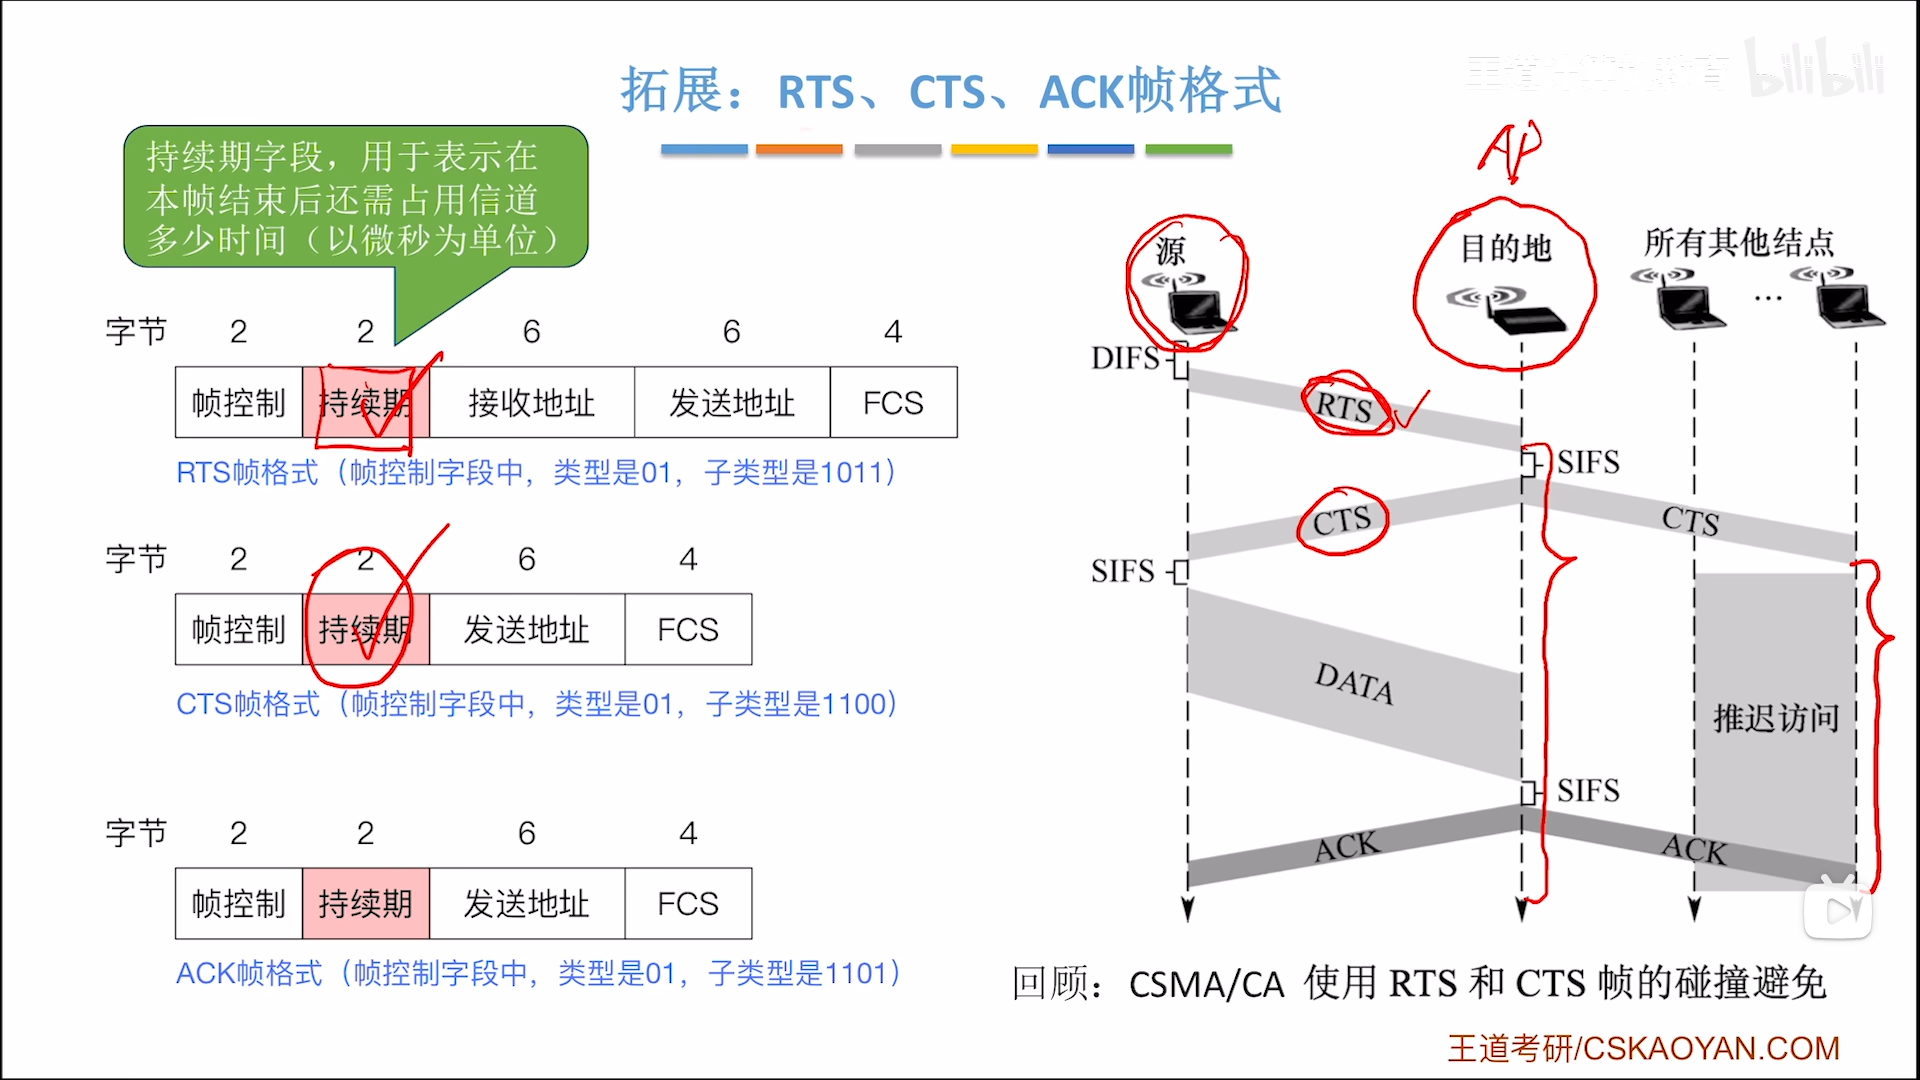 拓展：RTS、CTS、ACK帧格式
王道计算机教育 bilibili
AP
持续期字段，用于表示在
本帧结束后还需占用信道
多少时间（以微秒为单位）
字节 2 2 6 6 4
帧控制 持续期 接收地址 发送地址 FCS
RTS帧格式（帧控制字段中，类型是01，子类型是1011）
字节 2 2 6 4
帧控制 持续期 发送地址 FCS
CTS帧格式（帧控制字段中，类型是01，子类型是1100）
字节 2 2 6 4
帧控制 持续期 发送地址 FCS
ACK帧格式（帧控制字段中，类型是01，子类型是1101）
源 目的地 所有其他结点
...
DIFS
RTS
SIFS
CTS CTS
SIFS
DATA
推迟访问
SIFS
ACK ACK
回顾：CSMA/CA 使用 RTS 和 CTS 帧的碰撞避免
王道考研/CSKAOYAN.COM